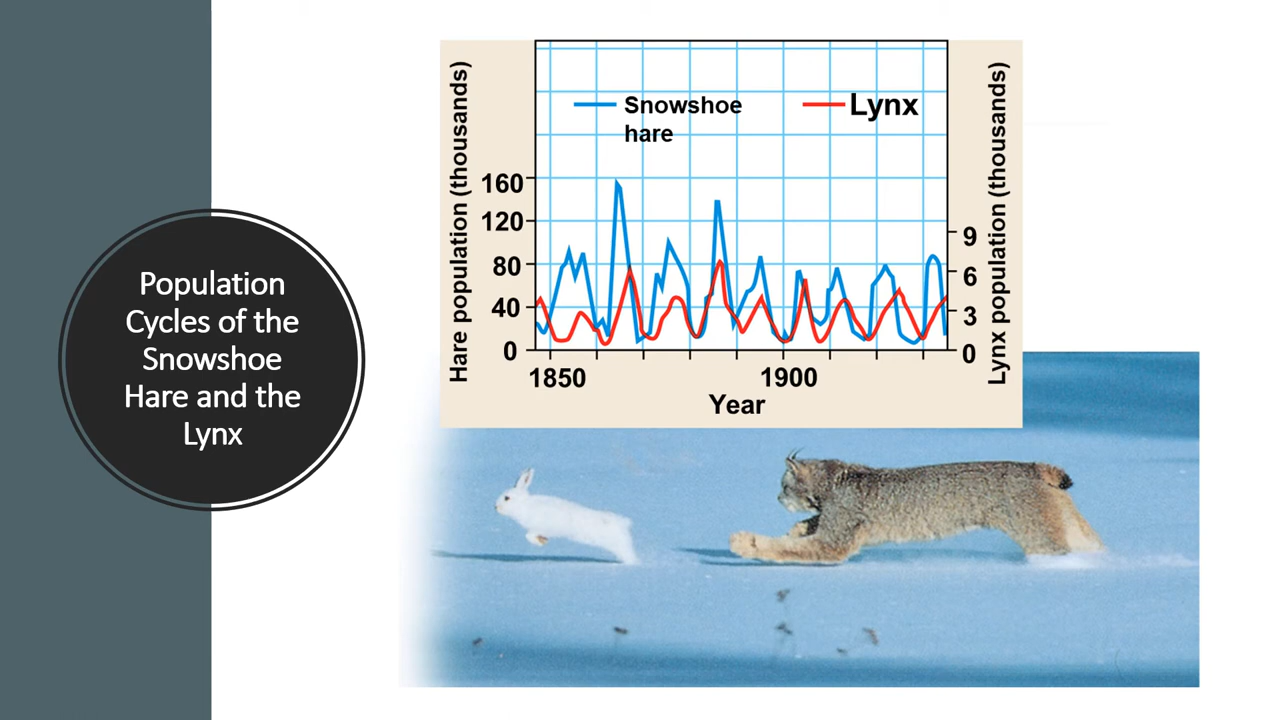 Population
Cycles of the
Snowshoe
Hare and the
Lynx
Hare population (thousands)
Snowshoe
hare
Lynx
160
120
80
40
0
9
6
3
0
Lynx population (thousands)
1850
1900
Year